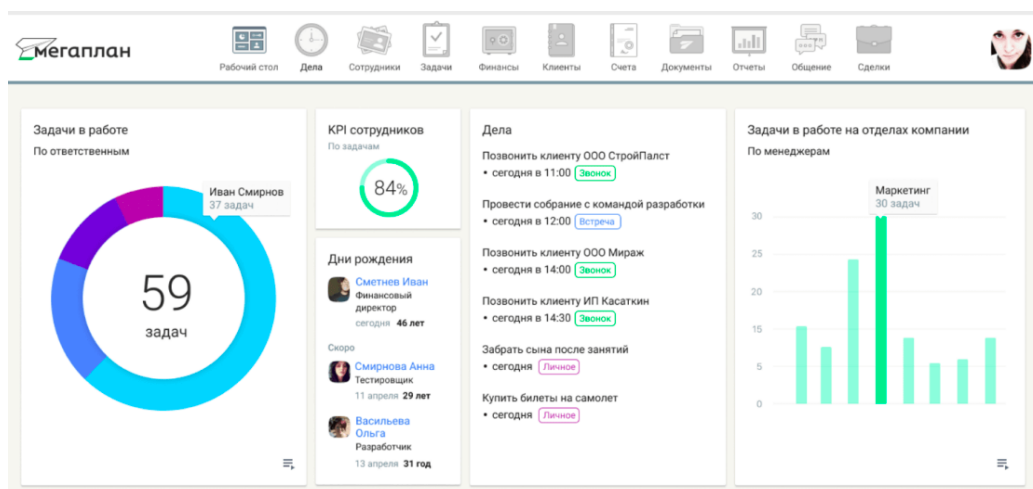 мегаплан
Рабочий стол
Дела
Сотрудники
Задачи
Финансы
Клиенты
Счета
Документы
Отчеты
Общение
Сделки
Задачи в работе
По ответственным
Иван Смирнов
37 задач
59
задач
KPI сотрудников
По задачам
84%
Дни рождения
Сметнев Иван
Финансовый
директор
сегодня 46 лет
Скоро
Смирнова Анна
Тестировщик
11 апреля 29 лет
Васильева
Ольга
Разработчик
13 апреля 31 год
Дела
Позвонить клиенту ООО СтройПалст
• сегодня в 11:00 Звонок
Провести собрание с командой разработки
• сегодня в 12:00 Встреча
Позвонить клиенту ООО Мираж
• сегодня в 14:00 Звонок
Позвонить клиенту ИП Касаткин
• сегодня в 14:30 Звонок
Забрать сына после занятий
• сегодня Личное
Купить билеты на самолет
• сегодня Личное
Задачи в работе на отделах компании
По менеджерам
Маркетинг
30 задач
30
25
20
15
5
0